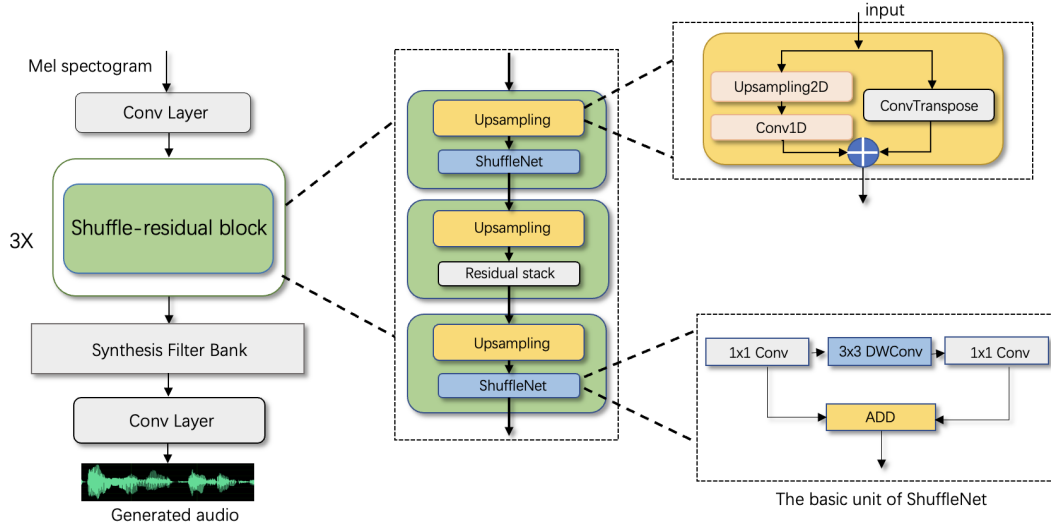 Mel spectogram
Conv Layer
3X
Shuffle-residual block
Synthesis Filter Bank
Conv Layer
Generated audio
Upsampling
ShuffleNet
Upsampling
Residual stack
Upsampling
ShuffleNet
input
Upsampling2D
Conv1D
ConvTranspose
1x1 Conv
3x3 DWConv
1x1 Conv
ADD
The basic unit of ShuffleNet